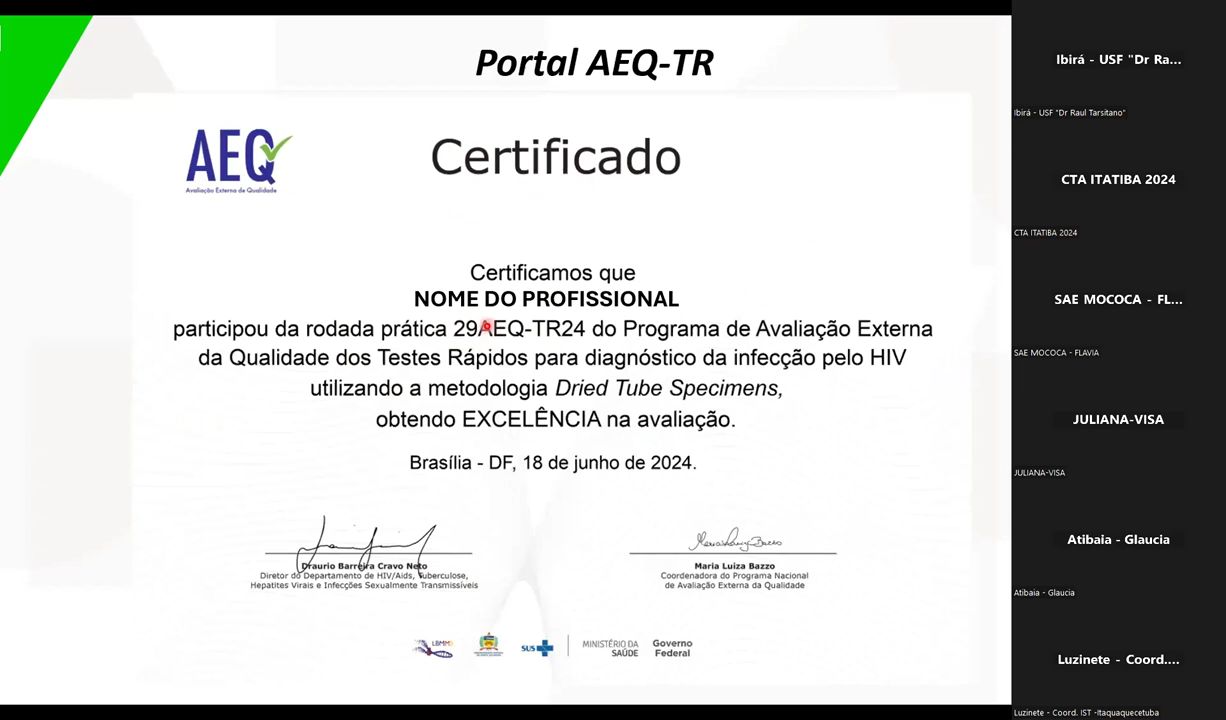 Portal AEQ-TR
AEQ
Avaliação Externa de Qualidade
Certificado
Certificamos que
NOME DO PROFISSIONAL
participou da rodada prática 29AEQ-TR24 do Programa de Avaliação Externa
da Qualidade dos Testes Rápidos para diagnóstico da infecção pelo HIV
utilizando a metodologia Dried Tube Specimens,
obtendo EXCELÊNCIA na avaliação.
Brasília - DF, 18 de junho de 2024.
Draurio Barreira Cravo Neto
Diretor do Departamento de HIV/Aids, Tuberculose,
Hepatites Virais e Infecções Sexualmente Transmissíveis
Maria Luiza Bazzo
Coordenadora do Programa Nacional
de Avaliação Externa da Qualidade
LBMMS
SUS
MINISTÉRIO DA
SAÚDE
Governo
Federal
Ibirá - USF "Dr Ra...
Ibirá - USF "Dr Raul Tarsitano"
CTA ITATIBA 2024
CTA ITATIBA 2024
SAE MOCOCA - FL...
SAE MOCOCA - FLAVIA
JULIANA-VISA
JULIANA-VISA
Atibaia - Glaucia
Atibaia - Glaucia
Luzinete - Coord....
Luzinete - Coord. IST -Itaquaquecetuba